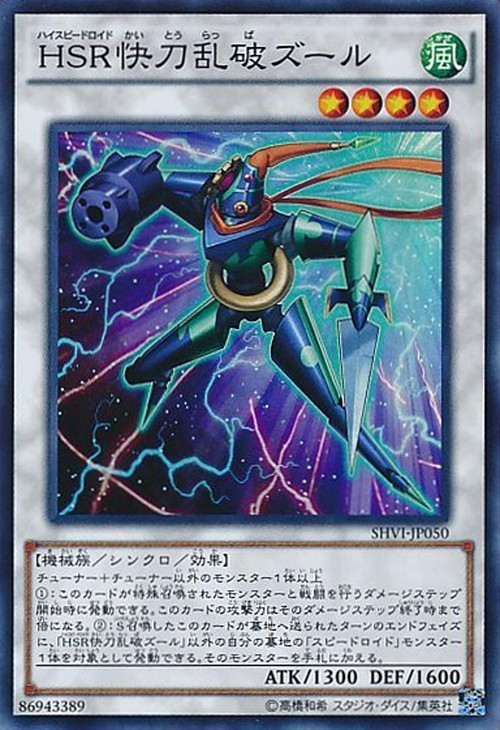 ハイスピードロイド かい とう らっ ぱ
HSR快刀乱破ズール
かぜ
風
SHVI-JP050
きかいぞく こうか
【機械族/シンクロ/効果】
チューナー+チューナー以外のモンスター1体以上
①:このカードが特殊召喚されたモンスターと戦闘を行うダメージステップ
開始時に発動できる。このカードの攻撃力はそのダメージステップ終了時まで
倍になる。②:S召喚したこのカードが墓地へ送られたターンのエンドフェイズ
に、「HSR快刀乱破ズール」以外の自分の墓地の「スピードロイド」モンスター
1体を対象として発動できる。そのモンスターを手札に加える。
ATK/1300 DEF/1600
86943389
©高橋和希 スタジオ・ダイス/集英社